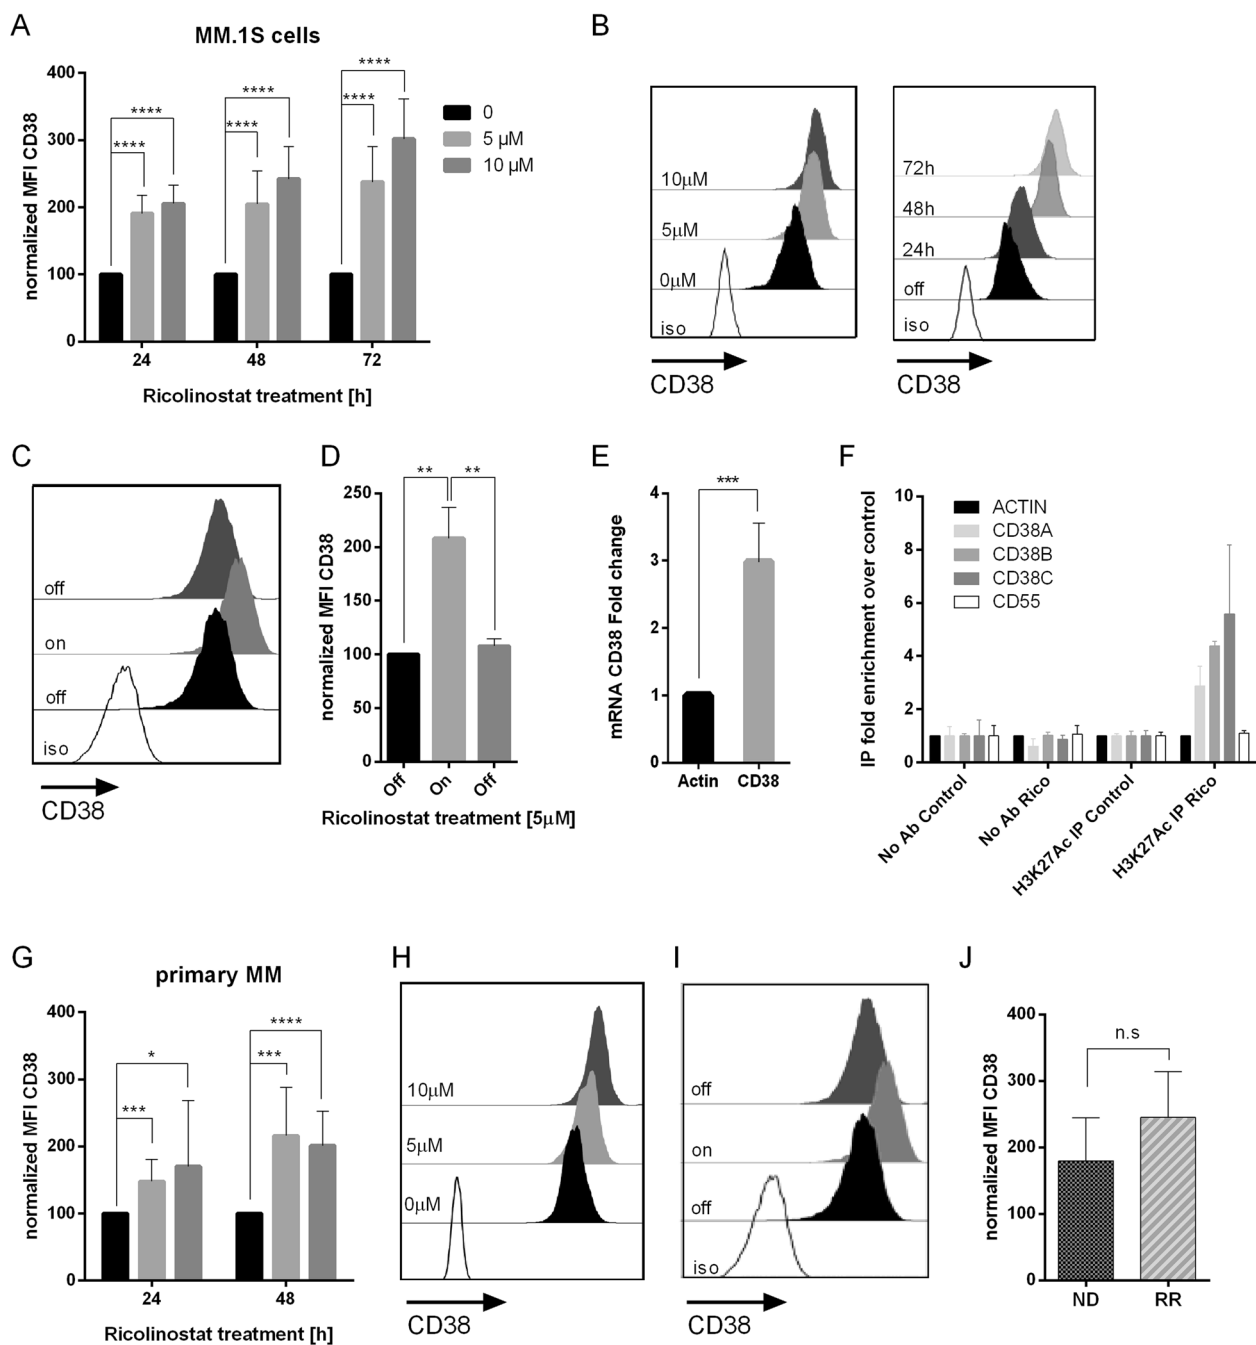 A
MM.1S cells
normalized MFI CD38
400
300
200
100
0
****
****
****
****
****
****
24
48
72
Ricolinostat treatment [h]
0
5 µM
10 µM
B
10µM
5µM
0µM
iso
CD38
72h
48h
24h
off
iso
CD38
C
off
on
off
iso
CD38
D
normalized MFI CD38
250
200
150
100
50
0
**
**
Off
On
Off
Ricolinostat treatment [5µM]
E
mRNA CD38 Fold change
4
3
2
1
0
***
Actin
CD38
F
IP fold enrichment over control
10
8
6
4
2
0
ACTIN
CD38A
CD38B
CD38C
CD55
No Ab Control
No Ab Rico
H3K27Ac IP Control
H3K27Ac IP Rico
G
primary MM
normalized MFI CD38
400
300
200
100
0
*
***
****
***
24
48
Ricolinostat treatment [h]
H
10µM
5µM
0µM
CD38
I
off
on
off
iso
CD38
J
normalized MFI CD38
400
300
200
100
0
n.s
ND
RR